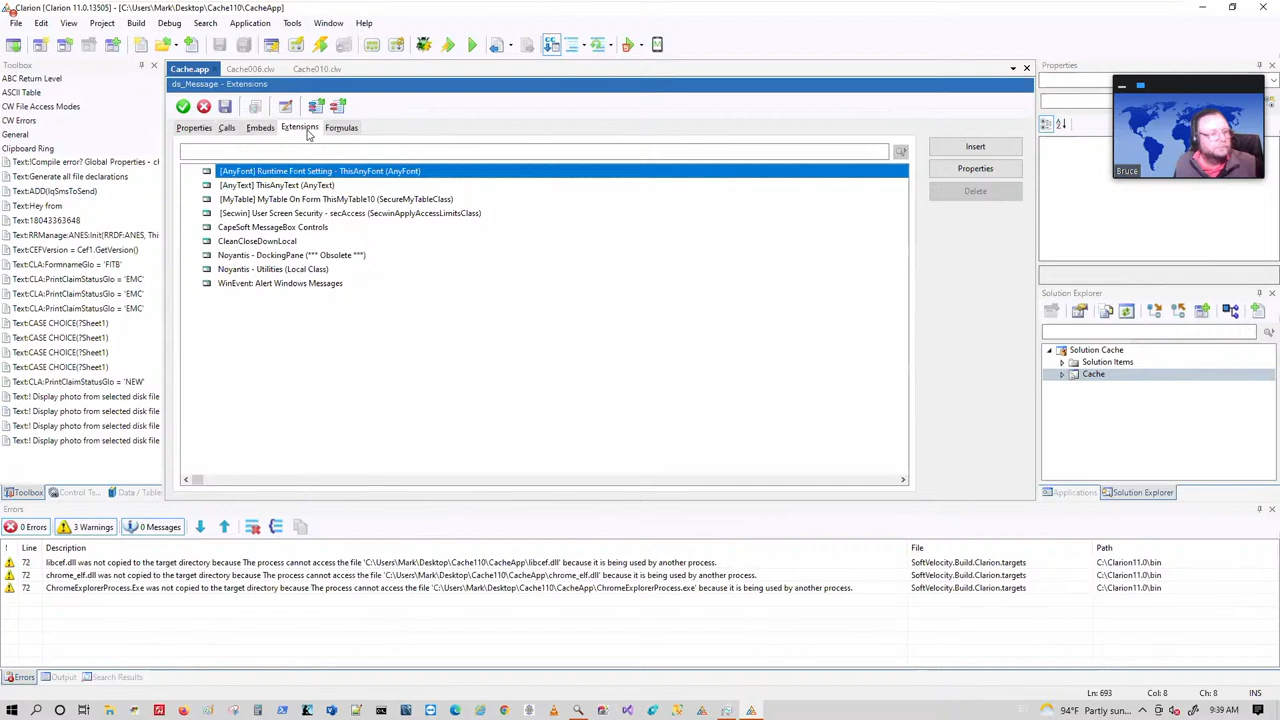 Clarion [Clarion 11.0.13505] - [C:\Users\Mark\Desktop\Cache110\CacheApp]
File Edit View Project Build Debug Search Application Tools Window Help
Toolbox
ABC Return Level
ASCII Table
CW File Access Modes
CW Errors
General
Clipboard Ring
Text:!Compile error? Global Properties - ch
Text:Generate all file declarations
Text:ADD(IqSmsToSend)
Text:Hey from
Text:18043363648
Text:RRManage:ANES:Init(RRDF:ANES, Thi
Text:CEFVersion = Cef1.GetVersion()
Text:CLA:FormnameGlo = 'FITB'
Text:CLA:PrintClaimStatusGlo = 'EMC'
Text:CLA:PrintClaimStatusGlo = 'EMC'
Text:CLA:PrintClaimStatusGlo = 'EMC'
Text:CASE CHOICE(?Sheet1)
Text:CASE CHOICE(?Sheet1)
Text:CASE CHOICE(?Sheet1)
Text:CASE CHOICE(?Sheet1)
Text:CLA:PrintClaimStatusGlo = 'NEW'
Text:! Display photo from selected disk file
Text:! Display photo from selected disk file
Text:! Display photo from selected disk file
Text:! Display photo from selected disk file
Toolbox Control Te... Data / Table
Cache.app Cache006.clw Cache010.clw
ds_Message - Extensions
Properties Calls Embeds Extensions Formulas
[AnyFont] Runtime Font Setting - ThisAnyFont (AnyFont)
[AnyText] ThisAnyText (AnyText)
[MyTable] MyTable On Form ThisMyTable10 (SecureMyTableClass)
[Secwin] User Screen Security - secAccess (SecwinApplyAccessLimitsClass)
CapeSoft MessageBox Controls
CleanCloseDownLocal
Noyantis - DockingPane (*** Obsolete ***)
Noyantis - Utilities (Local Class)
WinEvent: Alert Windows Messages
Insert
Properties
Delete
Properties
Bruce
Solution Explorer
Solution Cache
Solution Items
Cache
Applications Solution Explorer
Errors
0 Errors 3 Warnings 0 Messages
! Line Description File Path
72 libcef.dll was not copied to the target directory because The process cannot access the file 'C:\Users\Mark\Desktop\Cache110\CacheApp\libcef.dll' because it is being used by another process. SoftVelocity.Build.Clarion.targets C:\Clarion11.0\bin
72 chrome_elf.dll was not copied to the target directory because The process cannot access the file 'C:\Users\Mark\Desktop\Cache110\CacheApp\chrome_elf.dll' because it is being used by another process. SoftVelocity.Build.Clarion.targets C:\Clarion11.0\bin
72 ChromeExplorerProcess.Exe was not copied to the target directory because The process cannot access the file 'C:\Users\Mark\Desktop\Cache110\CacheApp\ChromeExplorerProcess.exe' because it is being used by another process. SoftVelocity.Build.Clarion.targets C:\Clarion11.0\bin
Errors Output Search Results
Ln: 693 Col: 8 Ch: 8 INS
94°F Partly sun... 9:39 AM